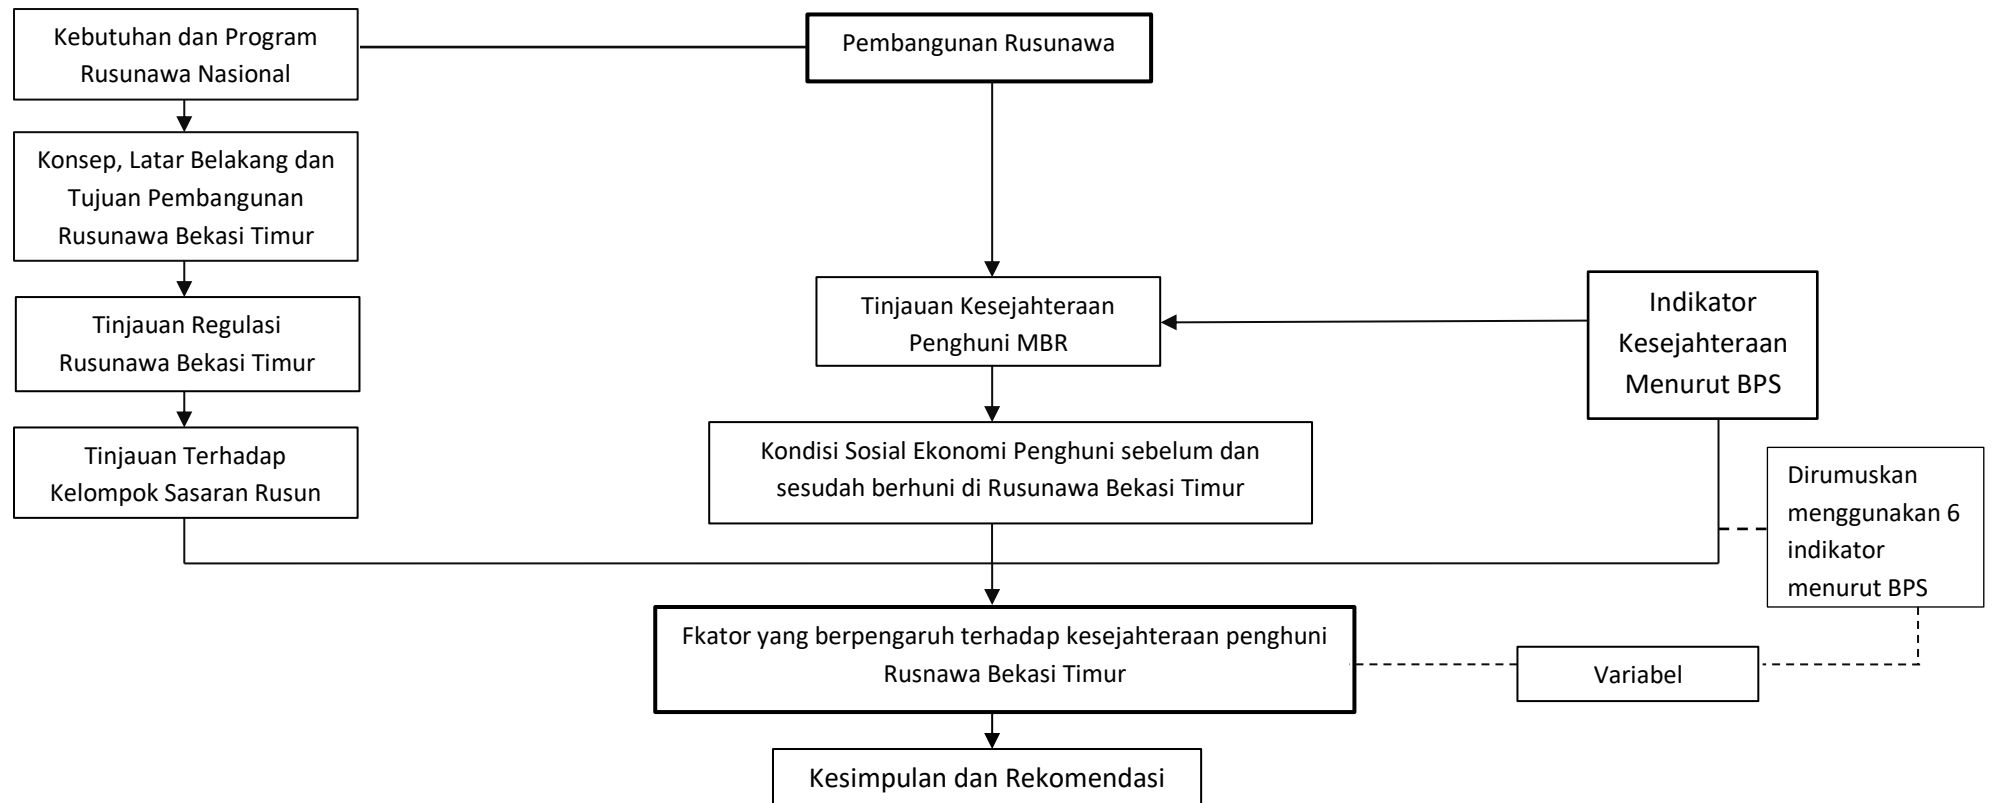 Kebutuhan dan Program
Rusunawa Nasional
Pembangunan Rusunawa
Konsep, Latar Belakang dan
Tujuan Pembangunan
Rusunawa Bekasi Timur
Tinjauan Regulasi
Rusunawa Bekasi Timur
Tinjauan Terhadap
Kelompok Sasaran Rusun
Tinjauan Kesejahteraan
Penghuni MBR
Indikator
Kesejahteraan
Menurut BPS
Kondisi Sosial Ekonomi Penghuni sebelum dan
sesudah berhuni di Rusunawa Bekasi Timur
Dirumuskan
menggunakan 6
indikator
menurut BPS
Fkator yang berpengaruh terhadap kesejahteraan penghuni
Rusnawa Bekasi Timur
Variabel
Kesimpulan dan Rekomendasi